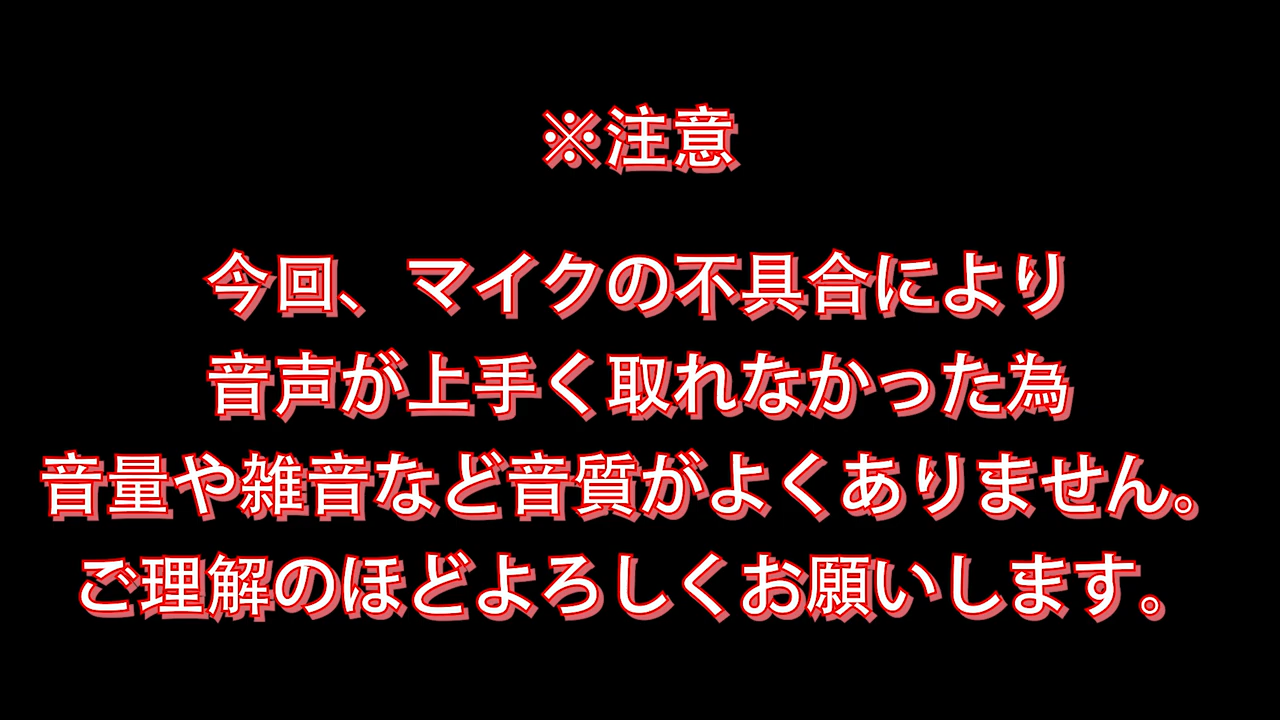 ※注意
今回、マイクの不具合により
音声が上手く取れなかった為
音量や雑音など音質がよくありません。
ご理解のほどよろしくお願いします。